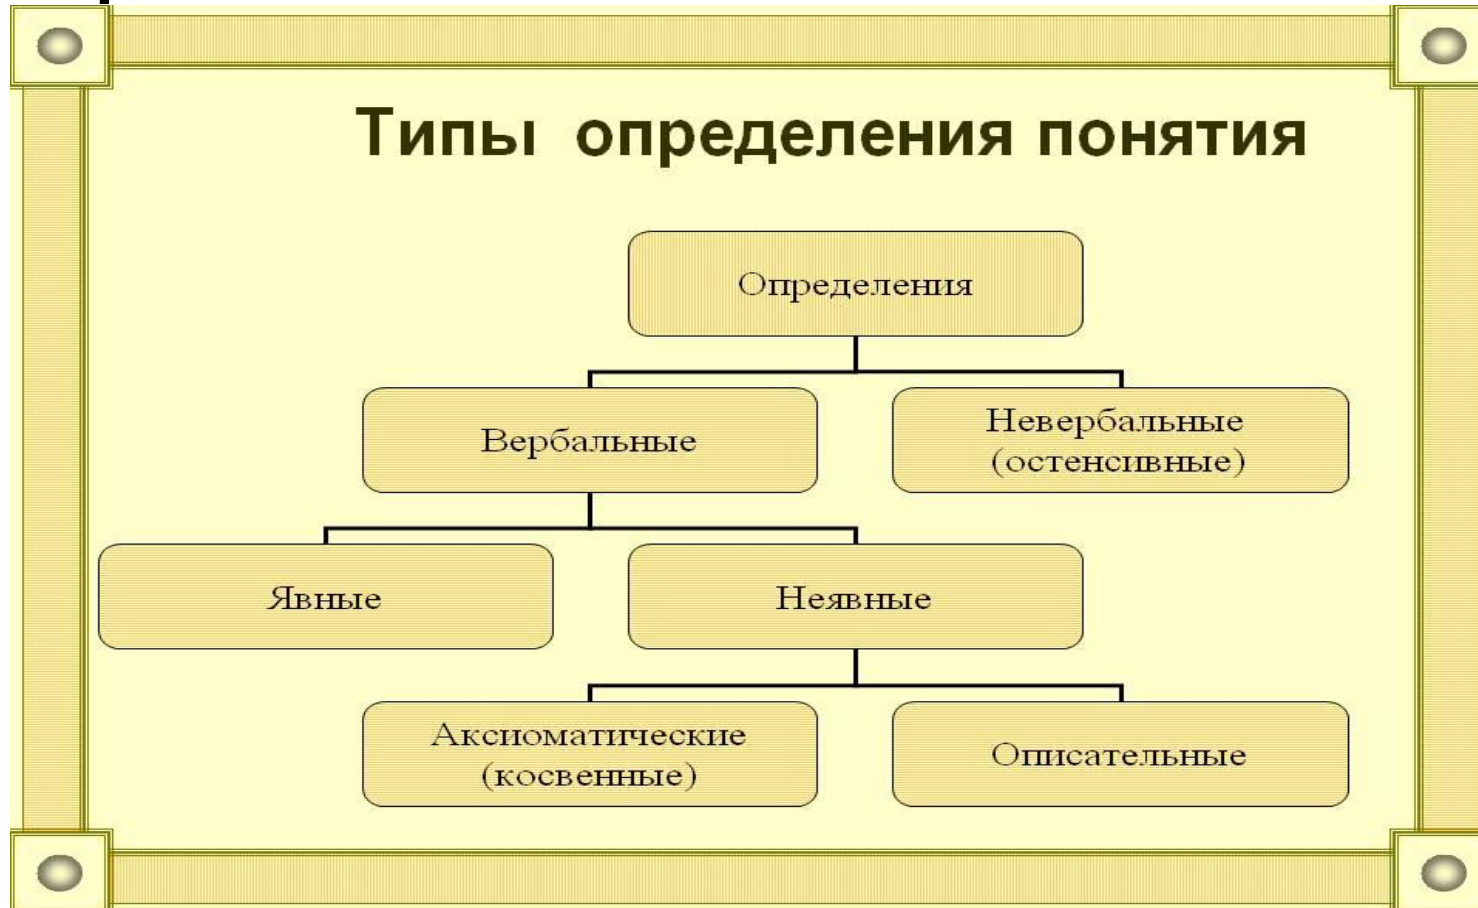 Типы определения понятия
Определения
Вербальные
Невербальные
(остенсивные)
Явные
Неявные
Аксиоматические
(косвенные)
Описательные